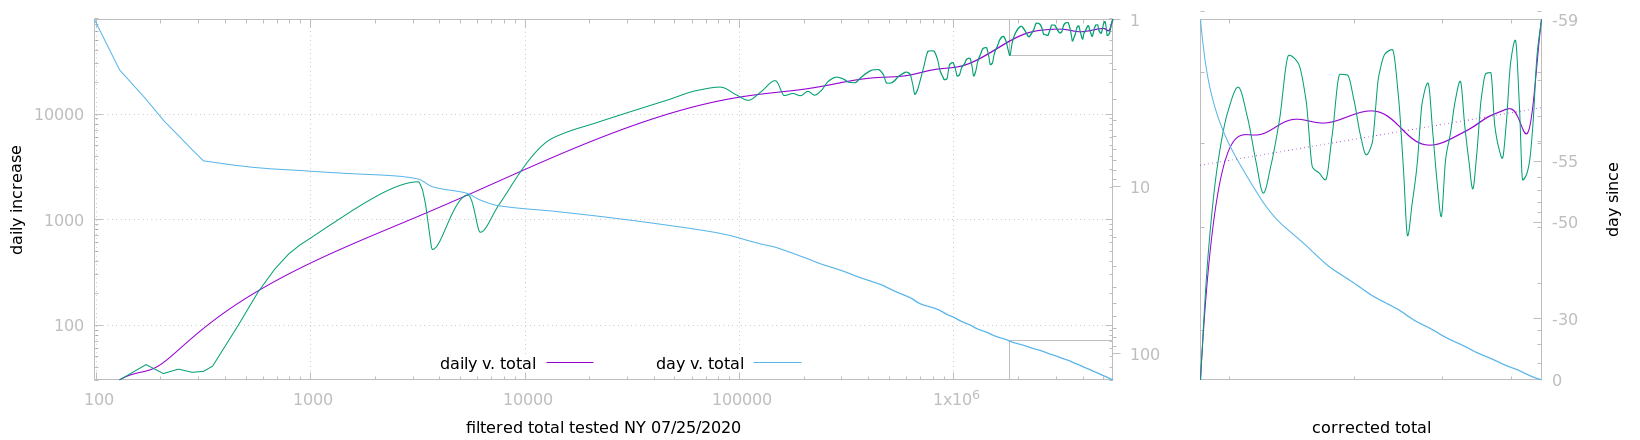 daily increase
10000
1000
100
100
1000
10000
100000
1x10⁶
1
10
100
daily v. total
day v. total
filtered total tested NY 07/25/2020
-59
-55
-50
-30
0
day since
corrected total